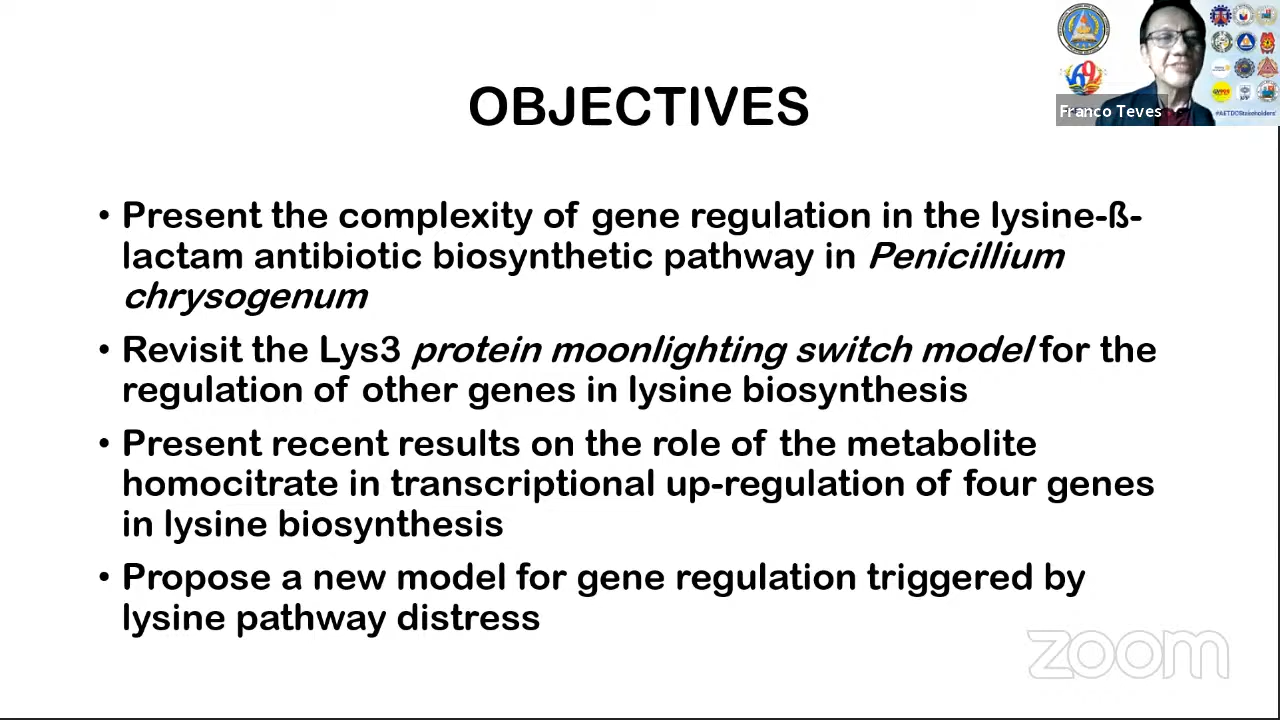 OBJECTIVES
Franco Teves
#AETDCStakeholders
• Present the complexity of gene regulation in the lysine-ß-
lactam antibiotic biosynthetic pathway in Penicillium
chrysogenum
• Revisit the Lys3 protein moonlighting switch model for the
regulation of other genes in lysine biosynthesis
• Present recent results on the role of the metabolite
homocitrate in transcriptional up-regulation of four genes
in lysine biosynthesis
• Propose a new model for gene regulation triggered by
lysine pathway distress
zoom